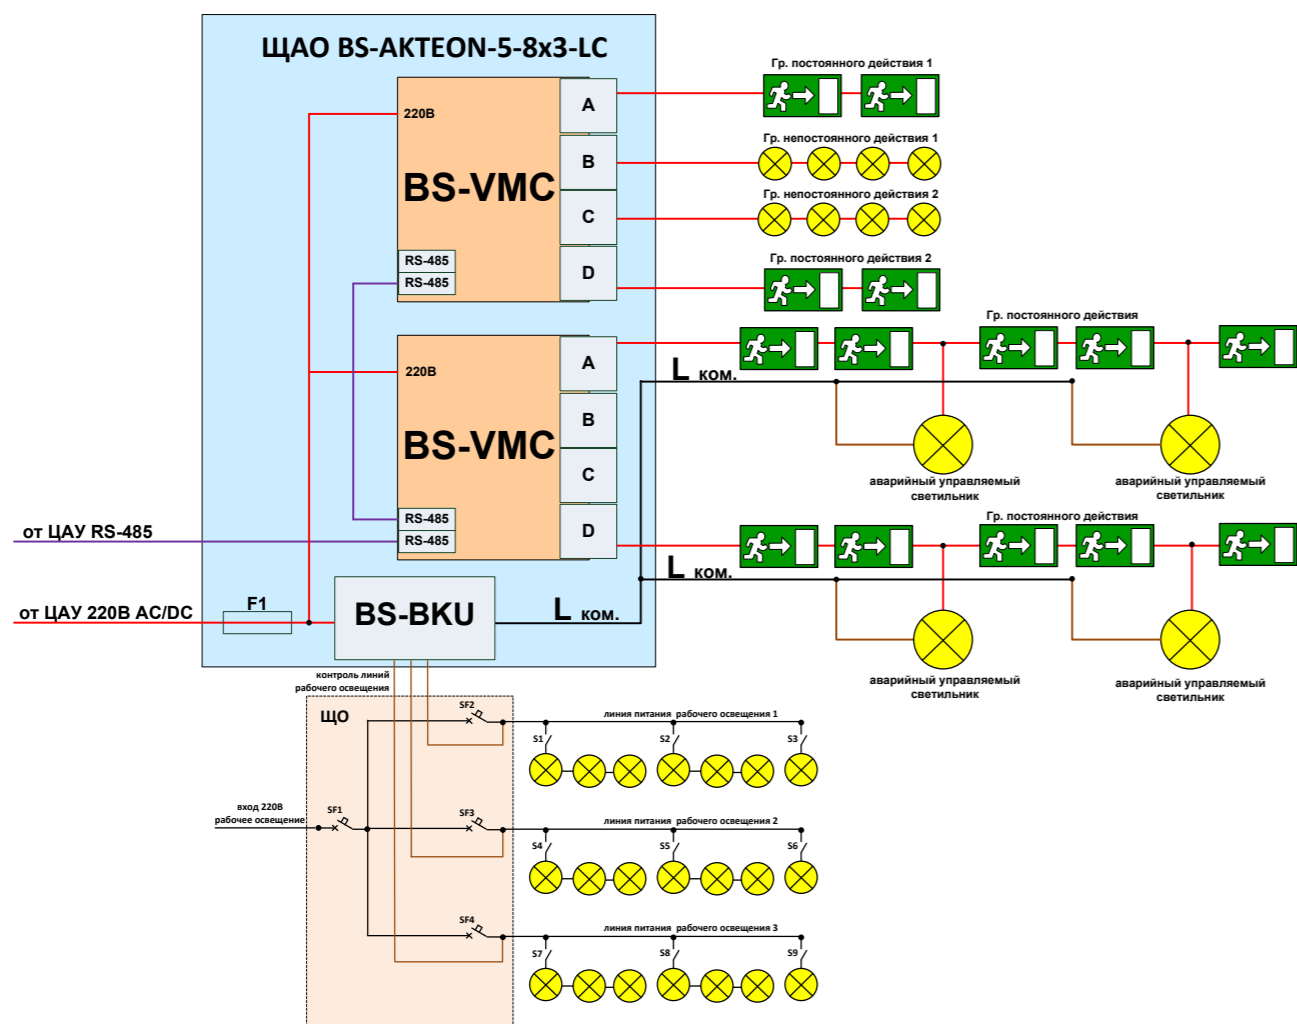 ЩАО BS-AKTEON-5-8x3-LC
220В
BS-VMC
RS-485
RS-485
A
B
C
D
Гр. постоянного действия 1
Гр. непостоянного действия 1
Гр. непостоянного действия 2
Гр. постоянного действия 2
220В
BS-VMC
RS-485
RS-485
A
B
C
D
Гр. постоянного действия
L ком.
аварийный управляемый
светильник
аварийный управляемый
светильник
Гр. постоянного действия
L ком.
аварийный управляемый
светильник
аварийный управляемый
светильник
от ЦАУ RS-485
от ЦАУ 220В AC/DC
F1
BS-BKU
L ком.
контроль линий
рабочего освещения
ЩО
SF2
линия питания рабочего освещения 1
S1
S2
S3
вход 220В
рабочее освещение
SF1
SF3
линия питания рабочего освещения 2
S4
S5
S6
SF4
линия питания рабочего освещения 3
S7
S8
S9